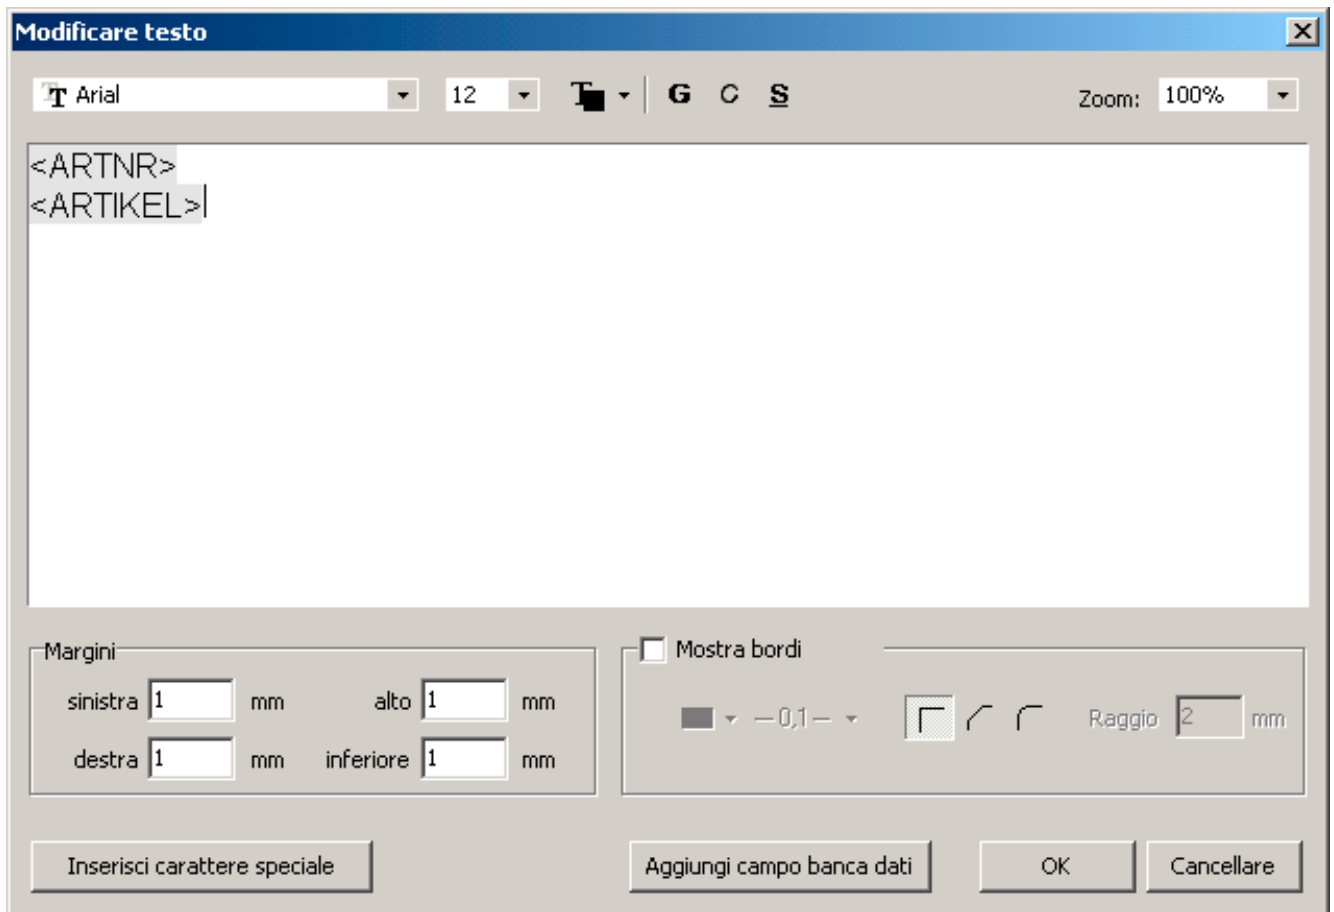 Modificare testo
Arial 12 G C S Zoom: 100%
<ARTNR>
<ARTIKEL>
Margini
Mostra bordi
sinistra 1 mm alto 1 mm
0,1 Raggio 2 mm
destra 1 mm inferiore 1 mm
Inserisci carattere speciale Aggiungi campo banca dati OK Cancellare